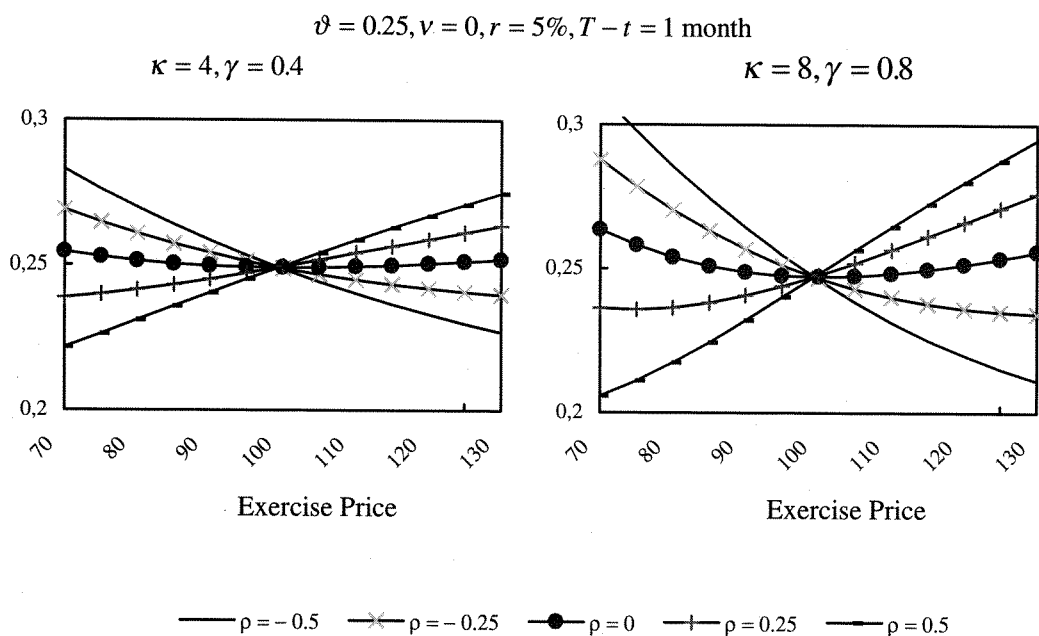 ϑ = 0.25, ν = 0, r = 5%, T − t = 1 month
κ = 4, γ = 0.4
κ = 8, γ = 0.8
0,3
0,25
0,2
70 80 90 100 110 120 130
Exercise Price
0,3
0,25
0,2
70 80 90 100 110 120 130
Exercise Price
ρ = − 0.5 ρ = − 0.25 ρ = 0 ρ = 0.25 ρ = 0.5